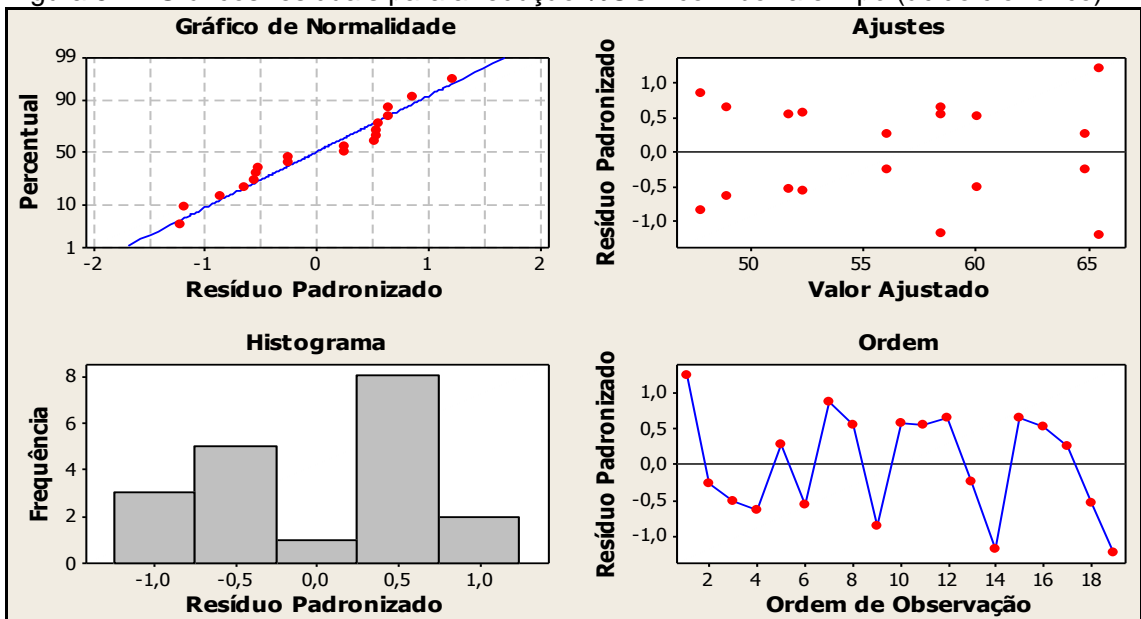 Gráfico de Normalidade
Percentual
99
90
50
10
1
-2 -1 0 1 2
Resíduo Padronizado
Ajustes
Resíduo Padronizado
1,0
0,5
0,0
-0,5
-1,0
50 55 60 65
Valor Ajustado
Histograma
Frequência
8
6
4
2
0
-1,0 -0,5 0,0 0,5 1,0
Resíduo Padronizado
Ordem
Resíduo Padronizado
1,0
0,5
0,0
-0,5
-1,0
2 4 6 8 10 12 14 16 18
Ordem de Observação